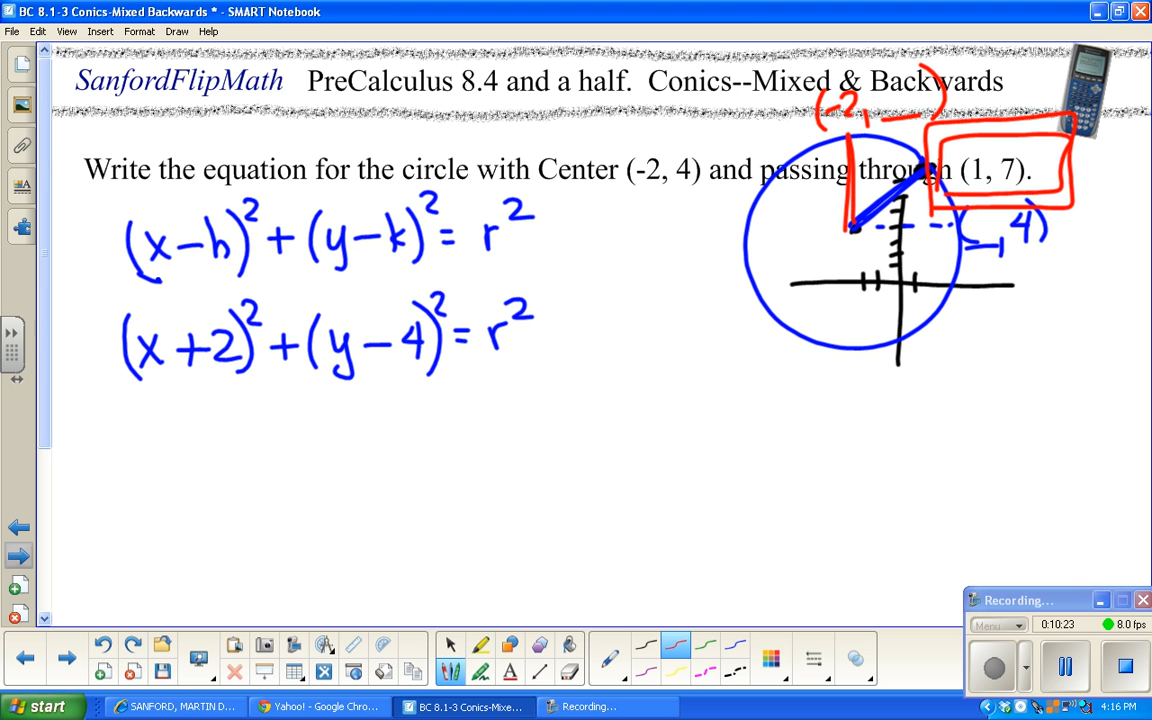 BC 8.1-3 Conics-Mixed Backwards * - SMART Notebook
File Edit View Insert Format Draw Help
SanfordFlipMath PreCalculus 8.4 and a half. Conics--Mixed & Backwards
(-2, __)
Write the equation for the circle with Center (-2, 4) and passing through (1, 7).
(x-h)² + (y-k)² = r²
(__, 4)
(x+2)² + (y-4)² = r²
Recording...
Menu
0:10:23
8.0 fps
start
SANFORD, MARTIN D...
Yahoo! - Google Chro...
BC 8.1-3 Conics-Mixe...
Recording...
4:16 PM